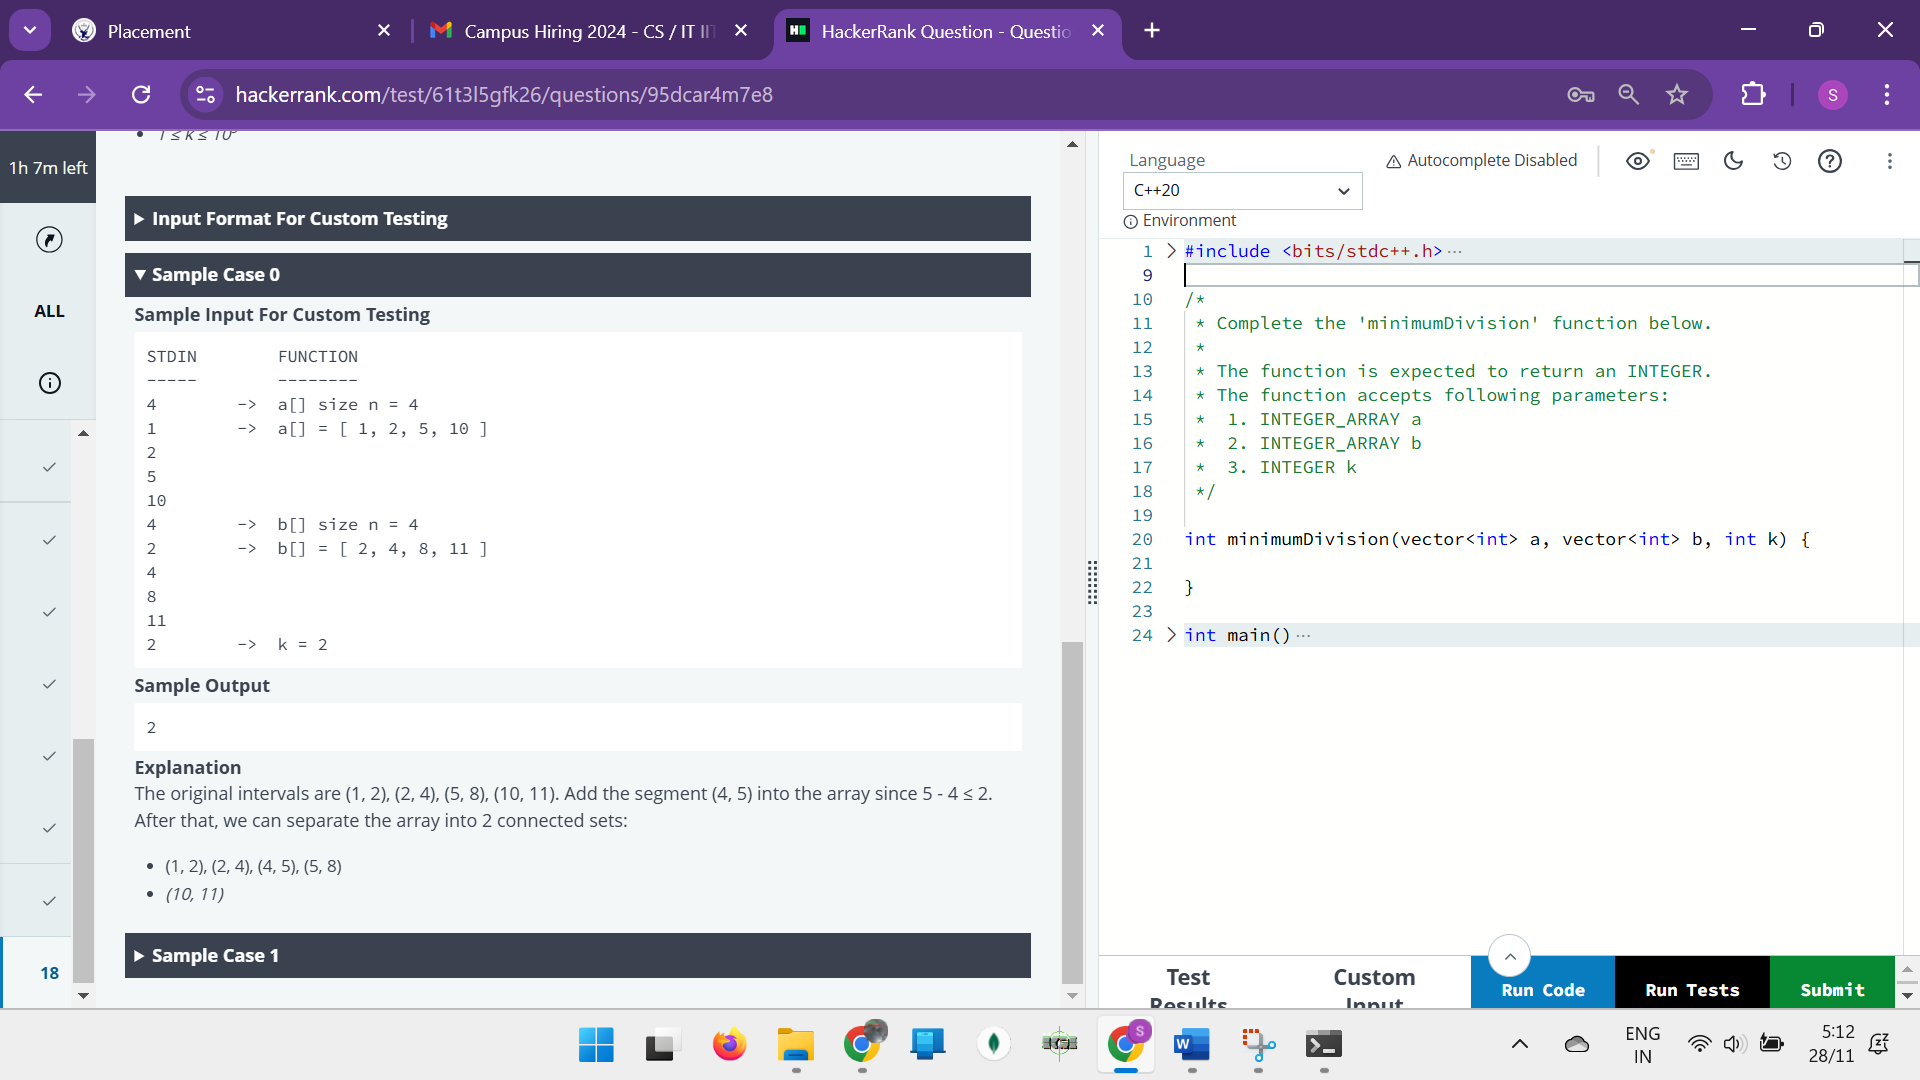 Placement
Campus Hiring 2024 - CS / IT II
HackerRank Question - Questio
hackerrank.com/test/61t3l5gfk26/questions/95dcar4m7e8
S
1h 7m left
ALL
18
Input Format For Custom Testing
Sample Case 0
Sample Input For Custom Testing
STDIN FUNCTION
----- --------
4 -> a[] size n = 4
1 -> a[] = [ 1, 2, 5, 10 ]
2
5
10
4 -> b[] size n = 4
2 -> b[] = [ 2, 4, 8, 11 ]
4
8
11
2 -> k = 2
Sample Output
2
Explanation
The original intervals are (1, 2), (2, 4), (5, 8), (10, 11). Add the segment (4, 5) into the array since 5 - 4 ≤ 2.
After that, we can separate the array into 2 connected sets:
• (1, 2), (2, 4), (4, 5), (5, 8)
• (10, 11)
Sample Case 1
Language
Autocomplete Disabled
C++20
Environment
1 #include <bits/stdc++.h>···
9
10 /*
11 * Complete the 'minimumDivision' function below.
12 *
13 * The function is expected to return an INTEGER.
14 * The function accepts following parameters:
15 * 1. INTEGER_ARRAY a
16 * 2. INTEGER_ARRAY b
17 * 3. INTEGER k
18 */
19
20 int minimumDivision(vector<int> a, vector<int> b, int k) {
21
22 }
23
24 int main()···
Test Results
Custom Input
Run Code
Run Tests
Submit
ENG
IN
5:12
28/11